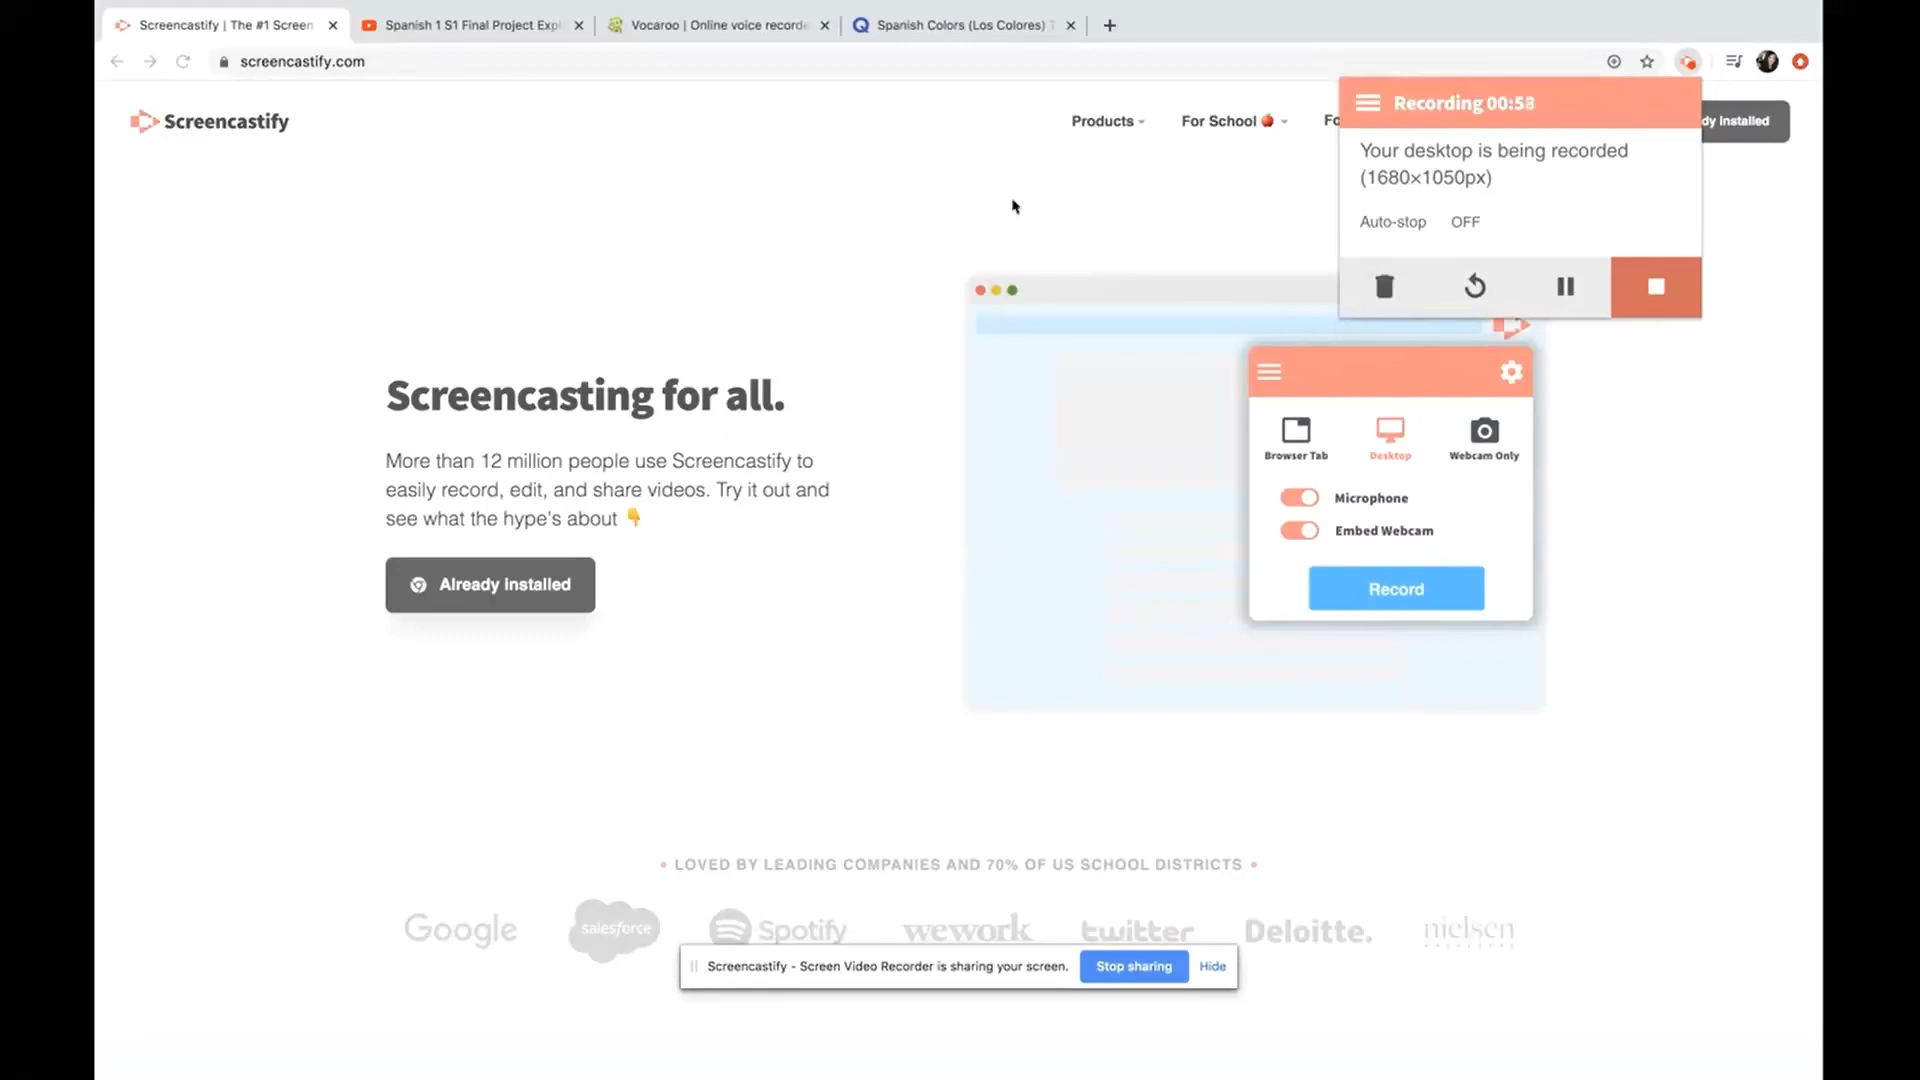 Screencastify | The #1 Screen
Spanish 1 S1 Final Project Expl
Vocaroo | Online voice recorde
Spanish Colors (Los Colores)
screencastify.com
Recording 00:53
Your desktop is being recorded
(1680×1050px)
Auto-stop OFF
Screencastify
Products
For School
Fo
dy installed
Browser Tab
Desktop
Webcam Only
Microphone
Embed Webcam
Record
Screencasting for all.
More than 12 million people use Screencastify to
easily record, edit, and share videos. Try it out and
see what the hype's about 👇
Already installed
• LOVED BY LEADING COMPANIES AND 70% OF US SCHOOL DISTRICTS •
Google
salesforce
Spotify
wework
twitter
Deloitte.
nielsen
Screencastify - Screen Video Recorder is sharing your screen.
Stop sharing
Hide